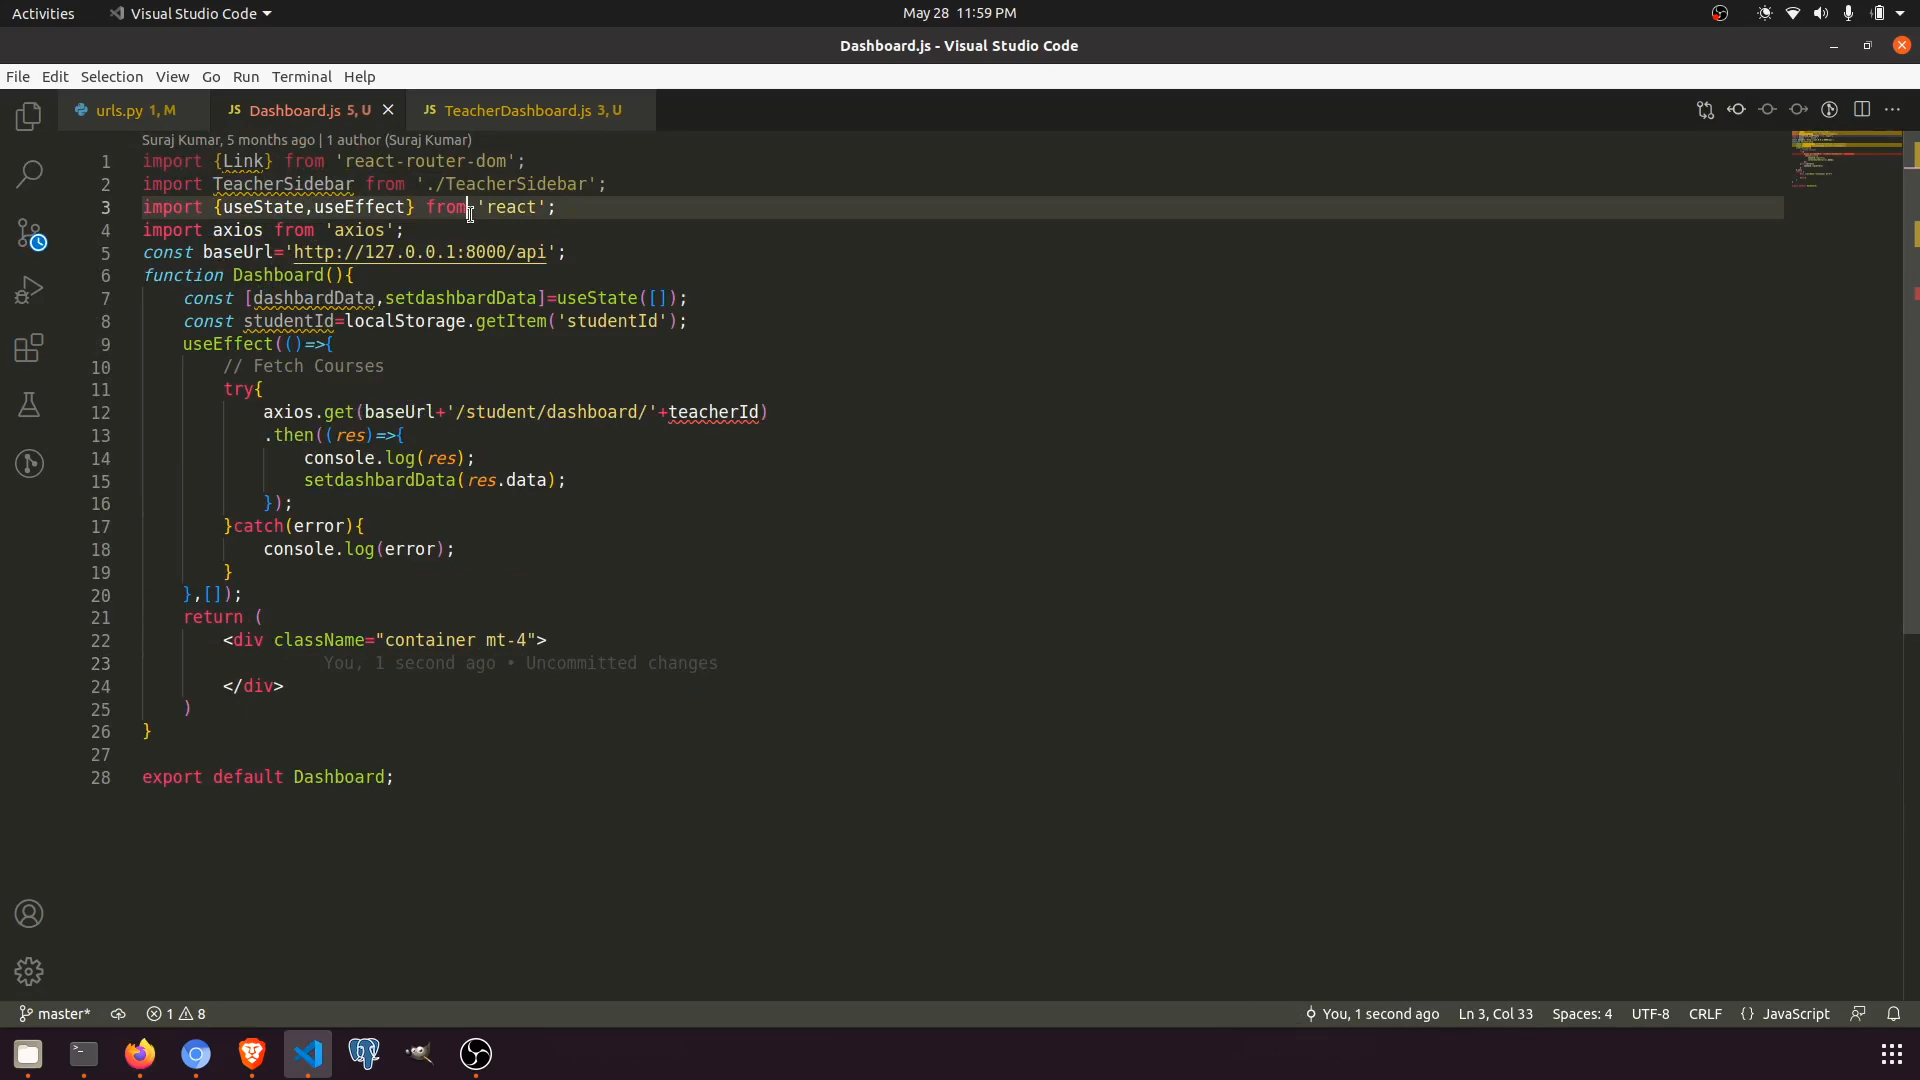 Activities Visual Studio Code May 28 11:59 PM
Dashboard.js - Visual Studio Code
File Edit Selection View Go Run Terminal Help
urls.py 1, M JS Dashboard.js 5, U JS TeacherDashboard.js 3, U
Suraj Kumar, 5 months ago | 1 author (Suraj Kumar)
1 import {Link} from 'react-router-dom';
2 import TeacherSidebar from './TeacherSidebar';
3 import {useState,useEffect} from 'react';
4 import axios from 'axios';
5 const baseUrl='http://127.0.0.1:8000/api';
6 function Dashboard(){
7 const [dashbardData,setdashbardData]=useState([]);
8 const studentId=localStorage.getItem('studentId');
9 useEffect(()=>{
10 // Fetch Courses
11 try{
12 axios.get(baseUrl+'/student/dashboard/'+teacherId)
13 .then((res)=>{
14 console.log(res);
15 setdashbardData(res.data);
16 });
17 }catch(error){
18 console.log(error);
19 }
20 },[]);
21 return (
22 <div className="container mt-4">
23 You, 1 second ago • Uncommitted changes
24 </div>
25 )
26 }
27
28 export default Dashboard;
master* 1 8 You, 1 second ago Ln 3, Col 33 Spaces: 4 UTF-8 CRLF {} JavaScript